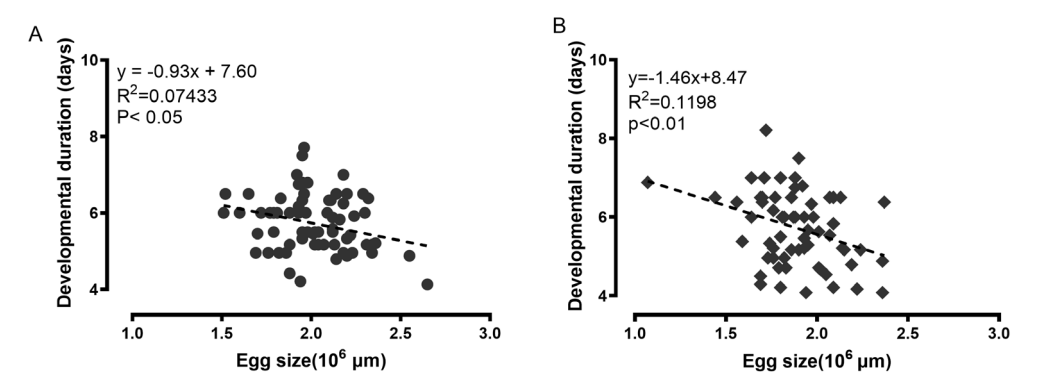 A
Developmental duration (days)
10
8
6
4
y = -0.93x + 7.60
R²=0.07433
P< 0.05
1.0 1.5 2.0 2.5 3.0
Egg size(10⁶ µm)
B
Developmental duration (days)
10
8
6
4
y=-1.46x+8.47
R²=0.1198
p<0.01
1.0 1.5 2.0 2.5 3.0
Egg size(10⁶ µm)